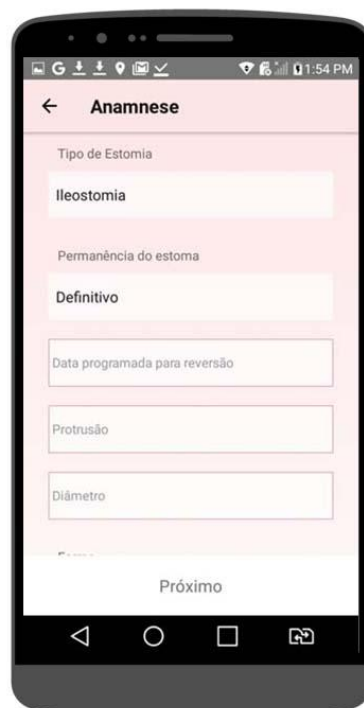 G 1:54 PM
Anamnese
Tipo de Estomia
Ileostomia
Permanência do estoma
Definitivo
Data programada para reversão
Protrusão
Diâmetro
Próximo